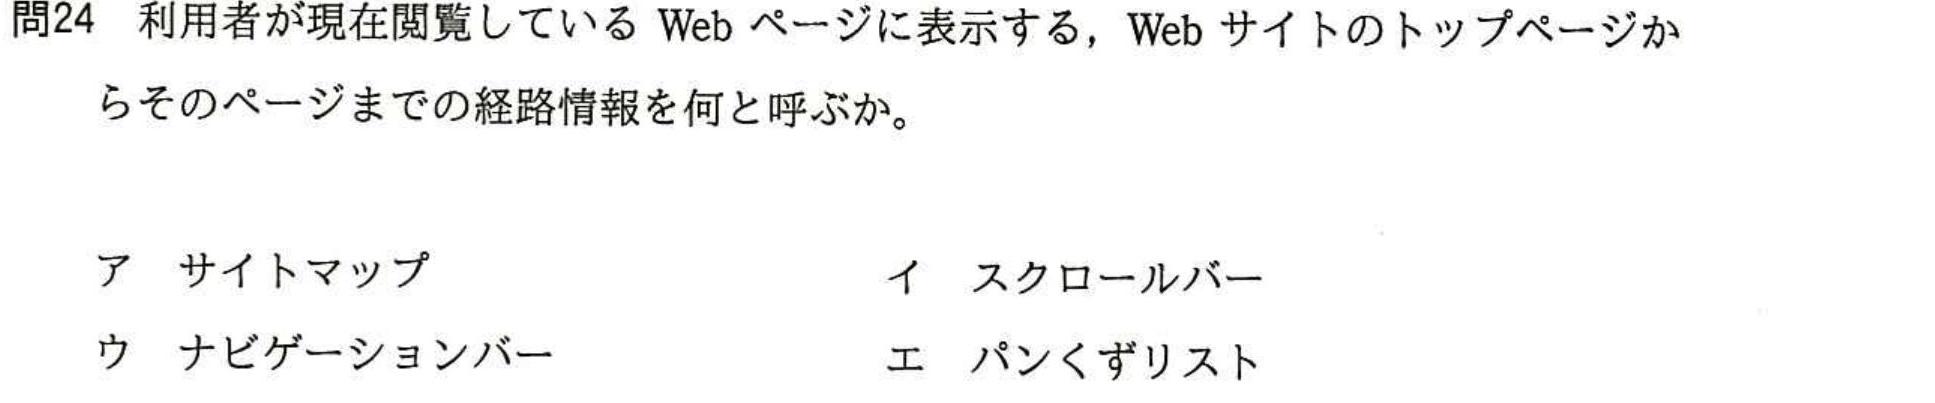 問24 利用者が現在閲覧している Web ページに表示する，Web サイトのトップページか
らそのページまでの経路情報を何と呼ぶか。
ア サイトマップ イ スクロールバー
ウ ナビゲーションバー エ パンくずリスト